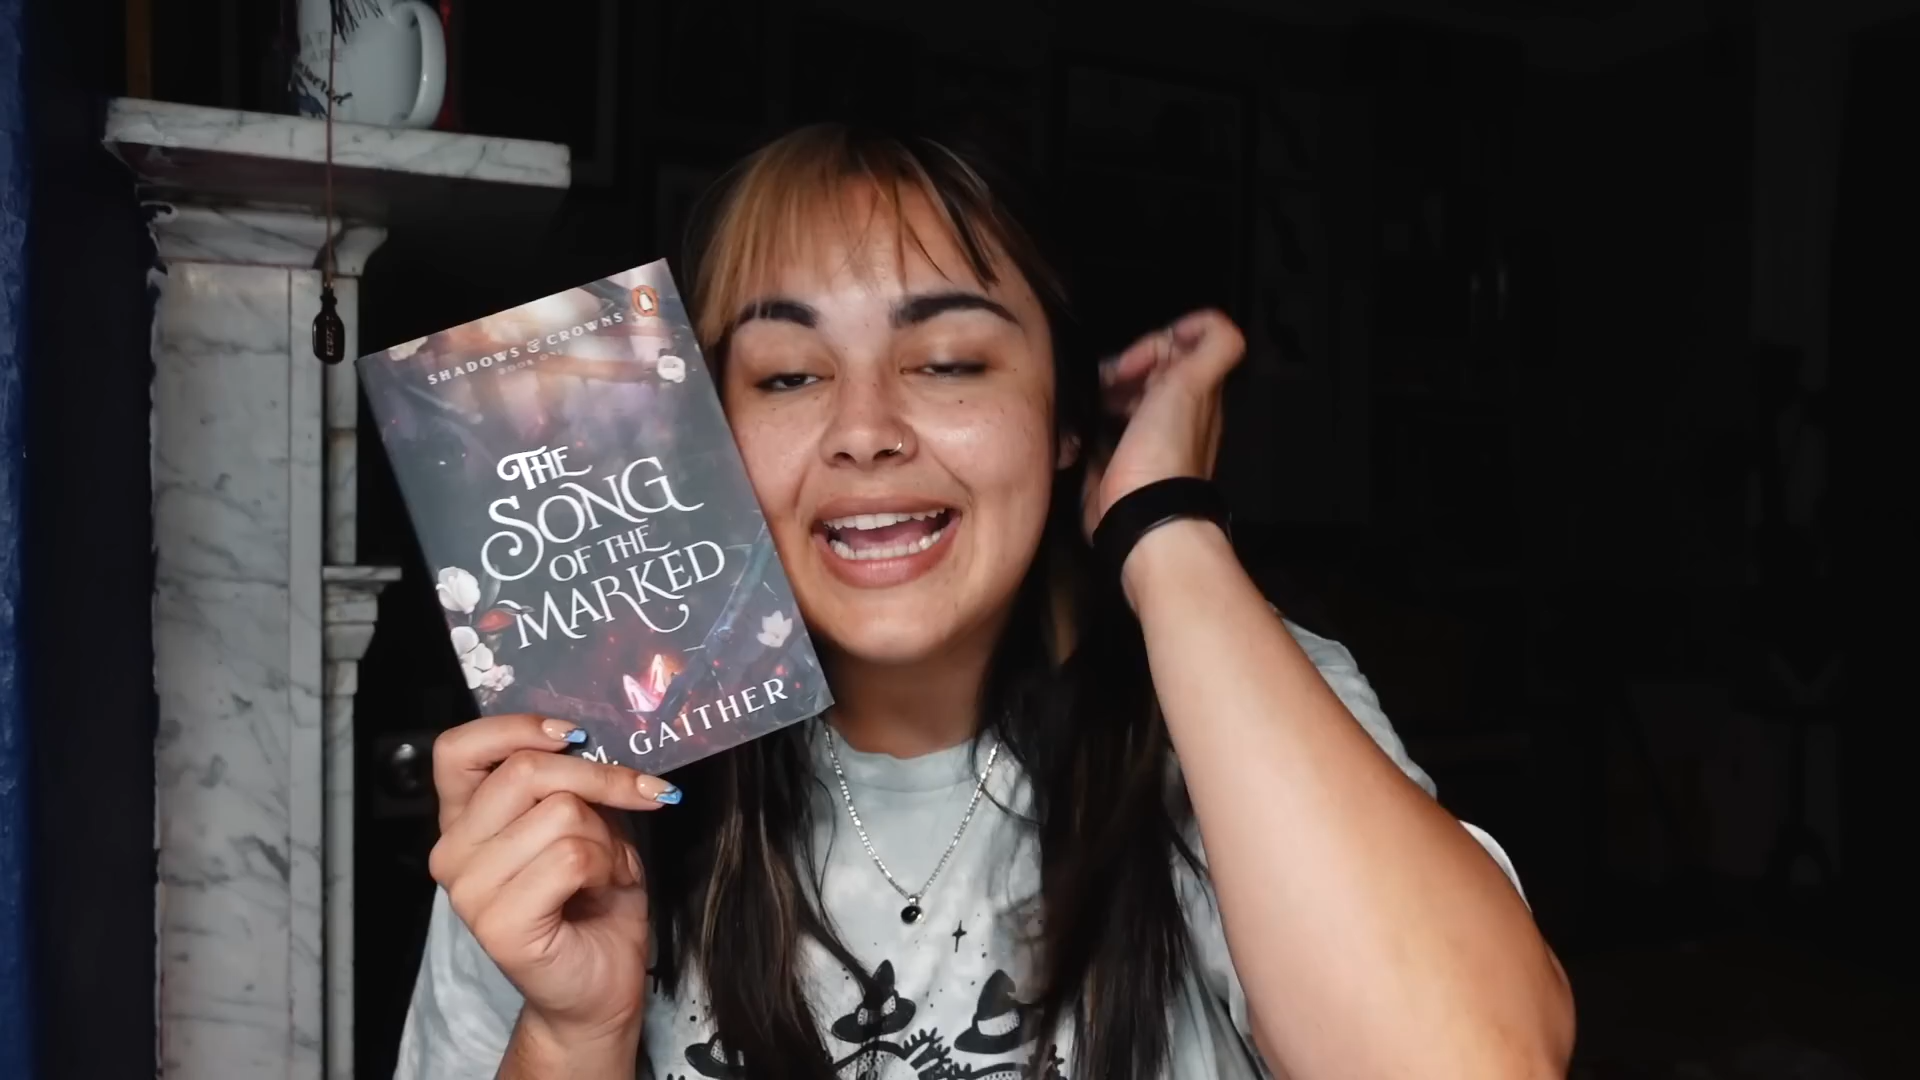 SHADOWS & CROWNS
BOOK ONE
THE
SONG
OF THE
MARKED
M. GAITHER